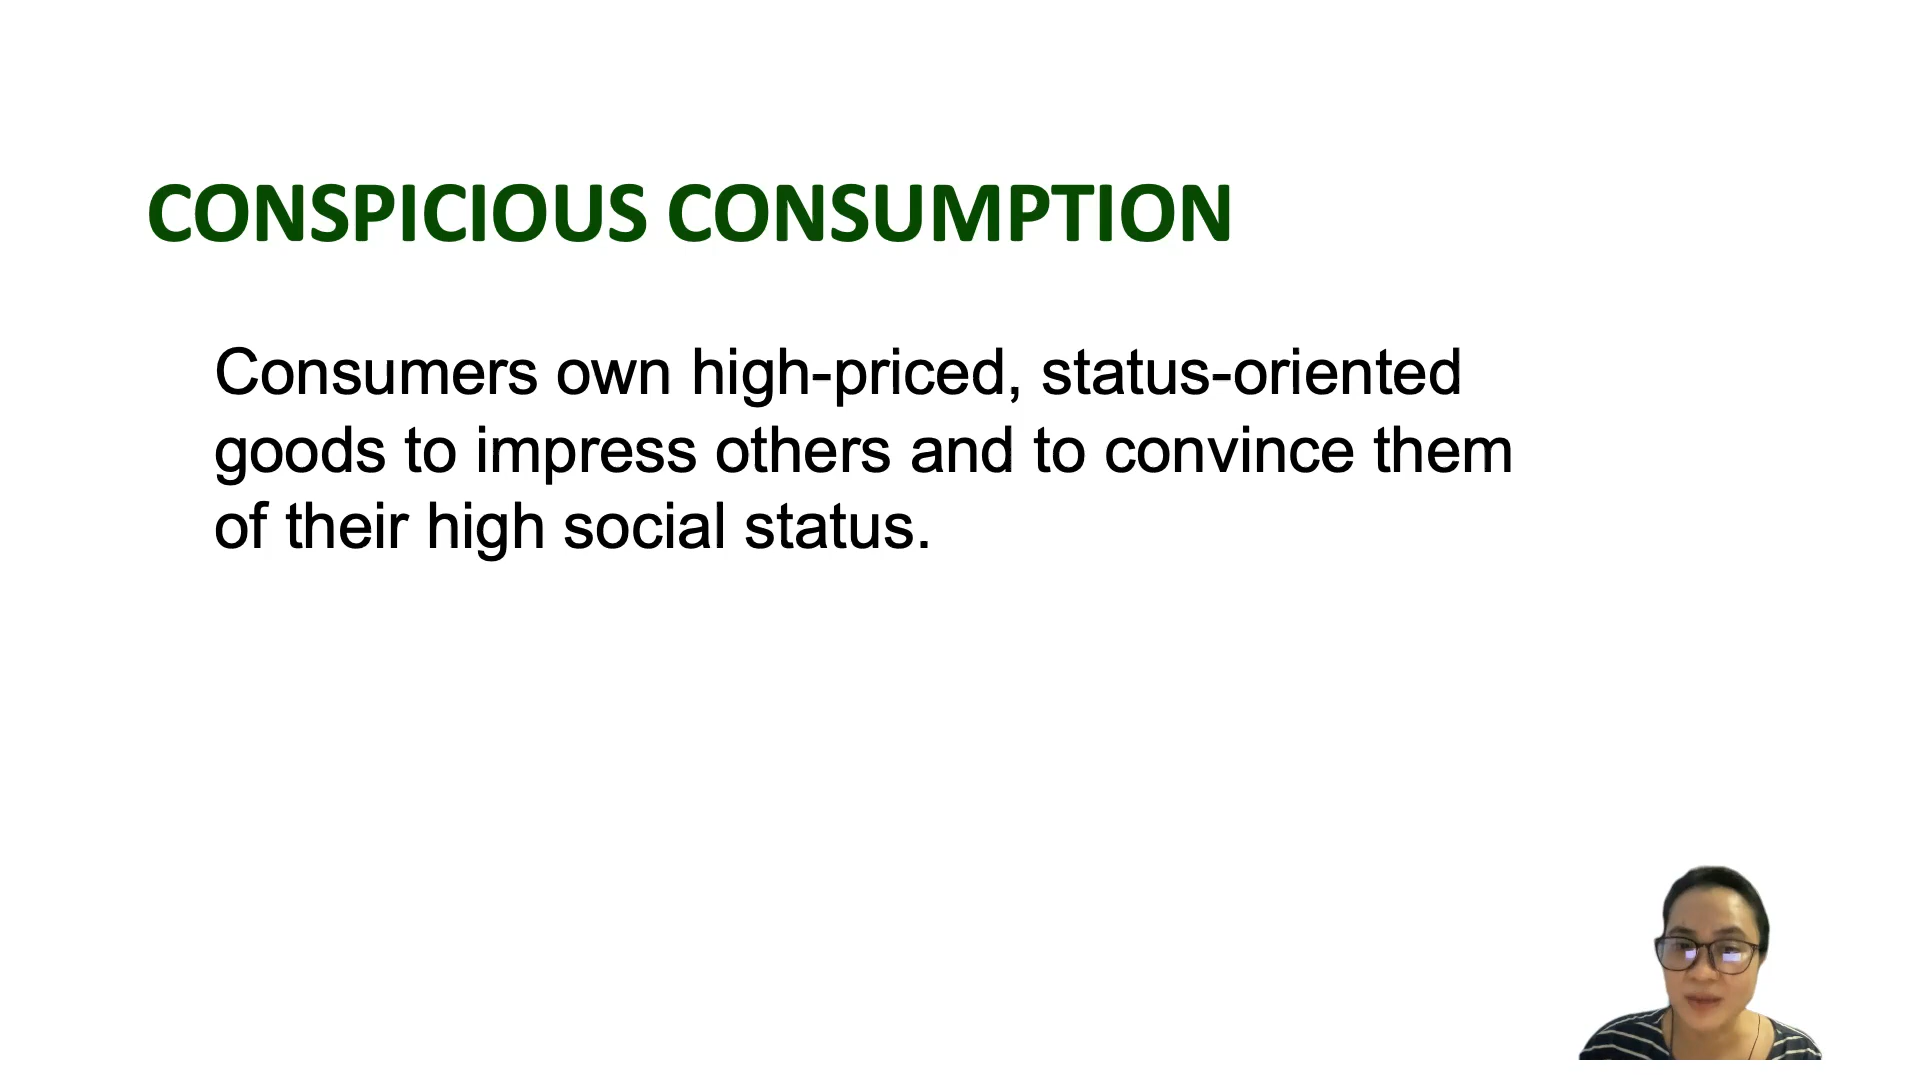 CONSPICIOUS CONSUMPTION
Consumers own high-priced, status-oriented
goods to impress others and to convince them
of their high social status.